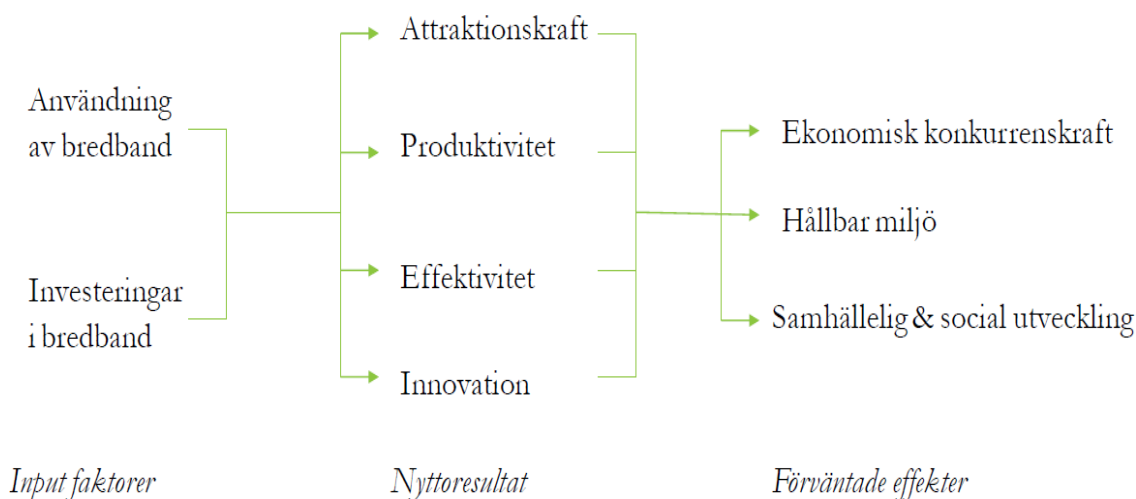 Användning
av bredband
Investeringar
i bredband
Input faktorer
Attraktionskraft
Produktivitet
Effektivitet
Innovation
Nyttoresultat
Ekonomisk konkurrenskraft
Hållbar miljö
Samhällelig & social utveckling
Förväntade effekter